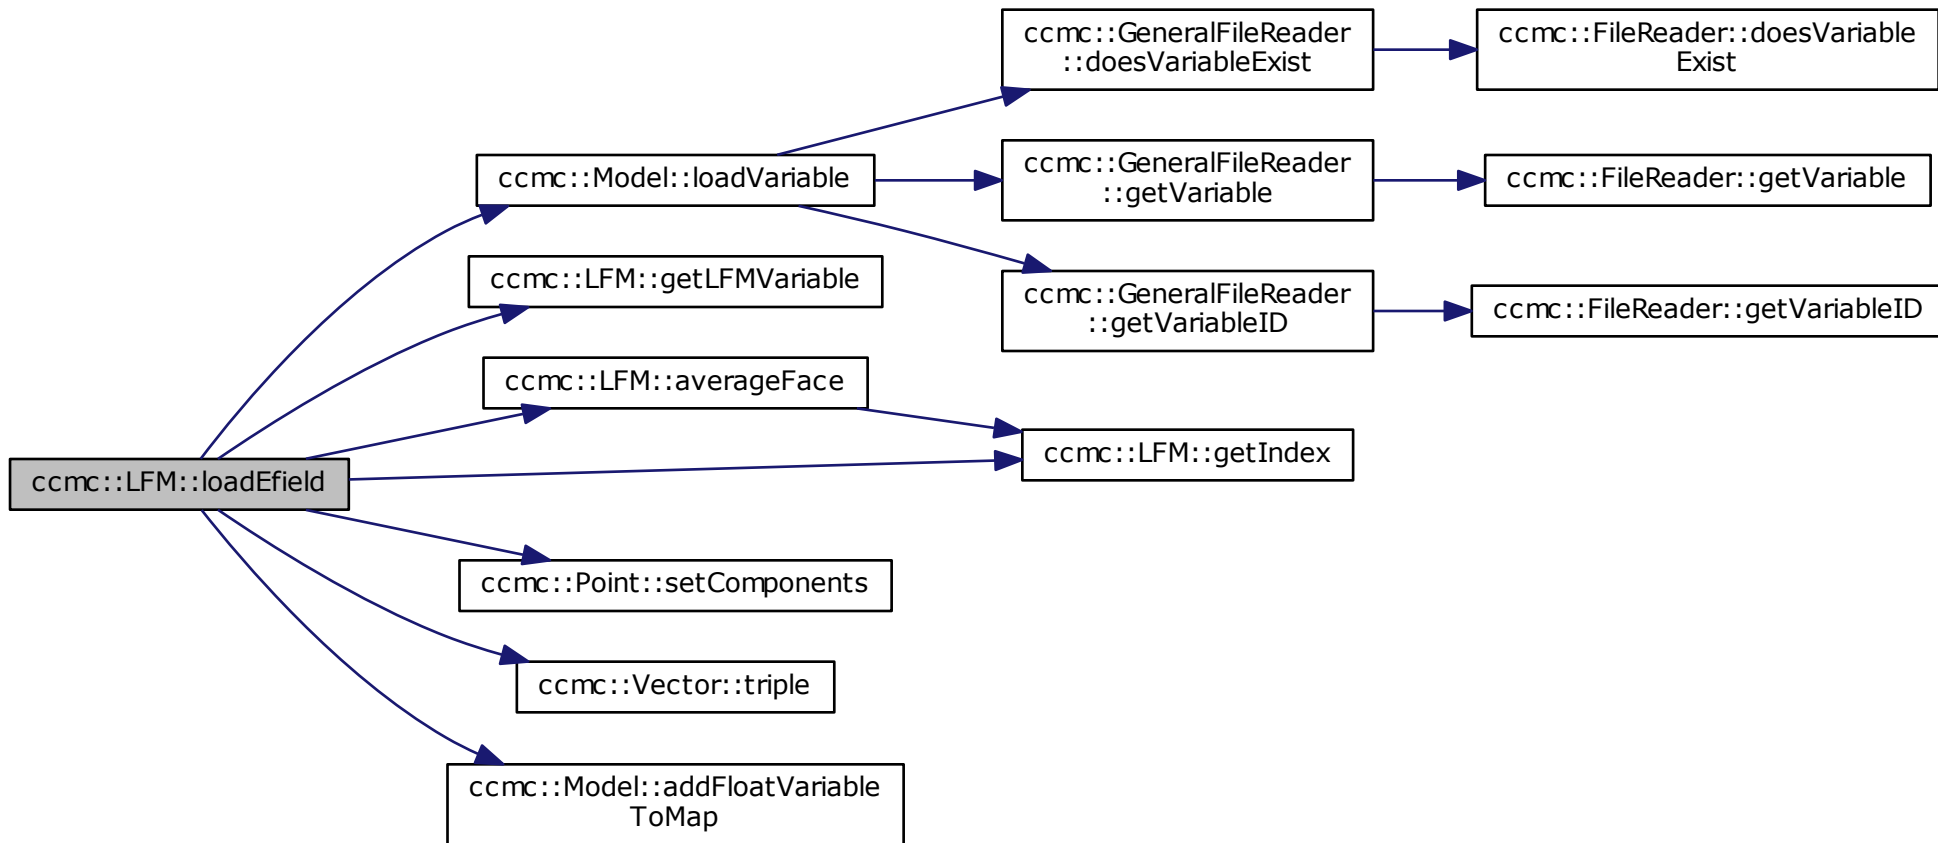 ccmc::GeneralFileReader
::doesVariableExist
ccmc::FileReader::doesVariable
Exist
ccmc::Model::loadVariable
ccmc::GeneralFileReader
::getVariable
ccmc::FileReader::getVariable
ccmc::LFM::getLFMVariable
ccmc::GeneralFileReader
::getVariableID
ccmc::FileReader::getVariableID
ccmc::LFM::averageFace
ccmc::LFM::getIndex
ccmc::LFM::loadEfield
ccmc::Point::setComponents
ccmc::Vector::triple
ccmc::Model::addFloatVariable
ToMap